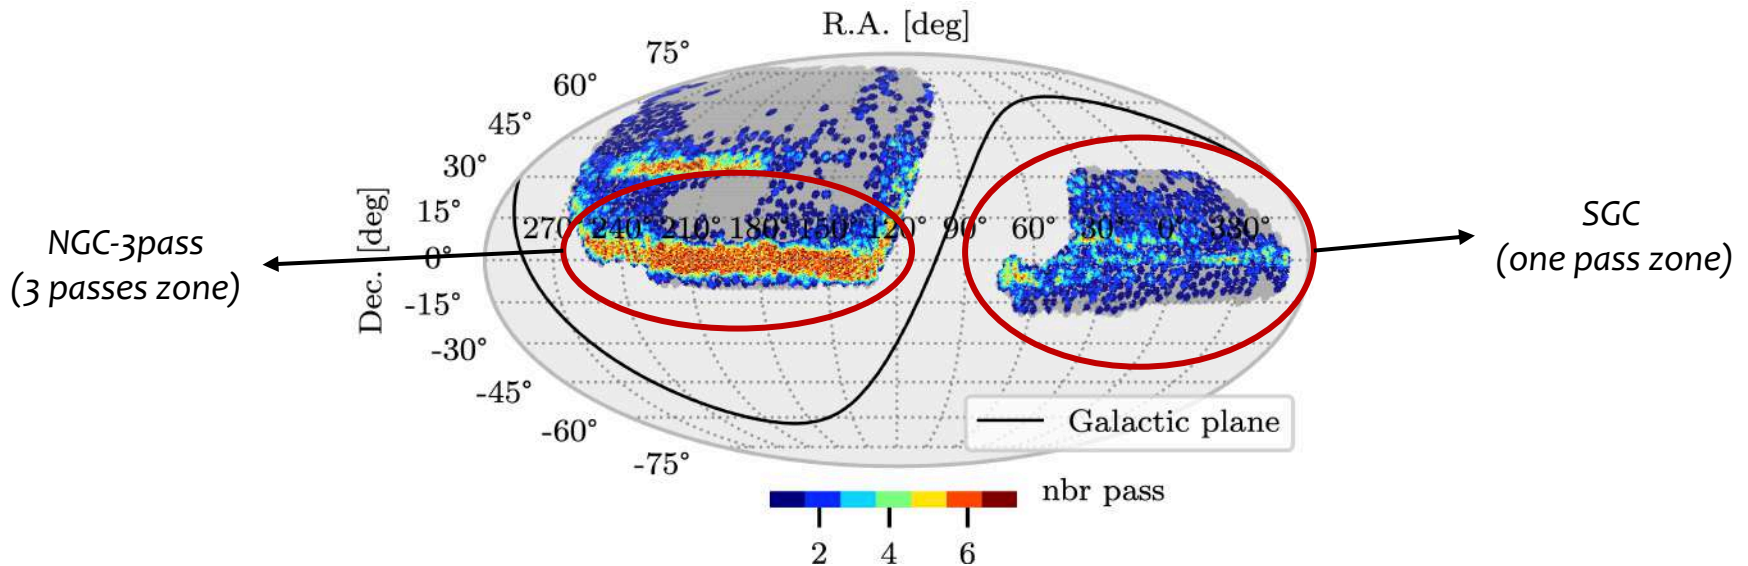 R.A. [deg]
75°
60°
45°
30°
15°
0°
-15°
-30°
-45°
-60°
-75°
Dec. [deg]
270° 240° 210° 180° 150° 120° 90° 60° 30° 0° 330°
NGC-3pass
(3 passes zone)
SGC
(one pass zone)
Galactic plane
nbr pass
2 4 6